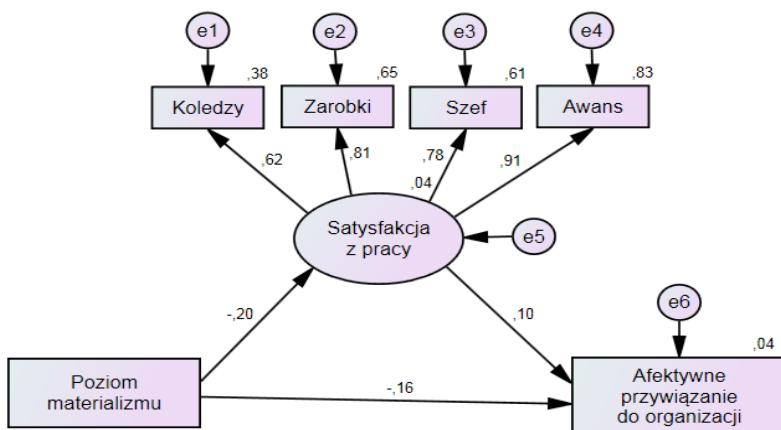 e1
e2
e3
e4
,38
,65
,61
,83
Koledzy
Zarobki
Szef
Awans
,62
,81
,78
,91
,04
Satysfakcja
z pracy
e5
-,20
,10
e6
,04
Poziom
materializmu
-,16
Afektywne
przywiązanie
do organizacji